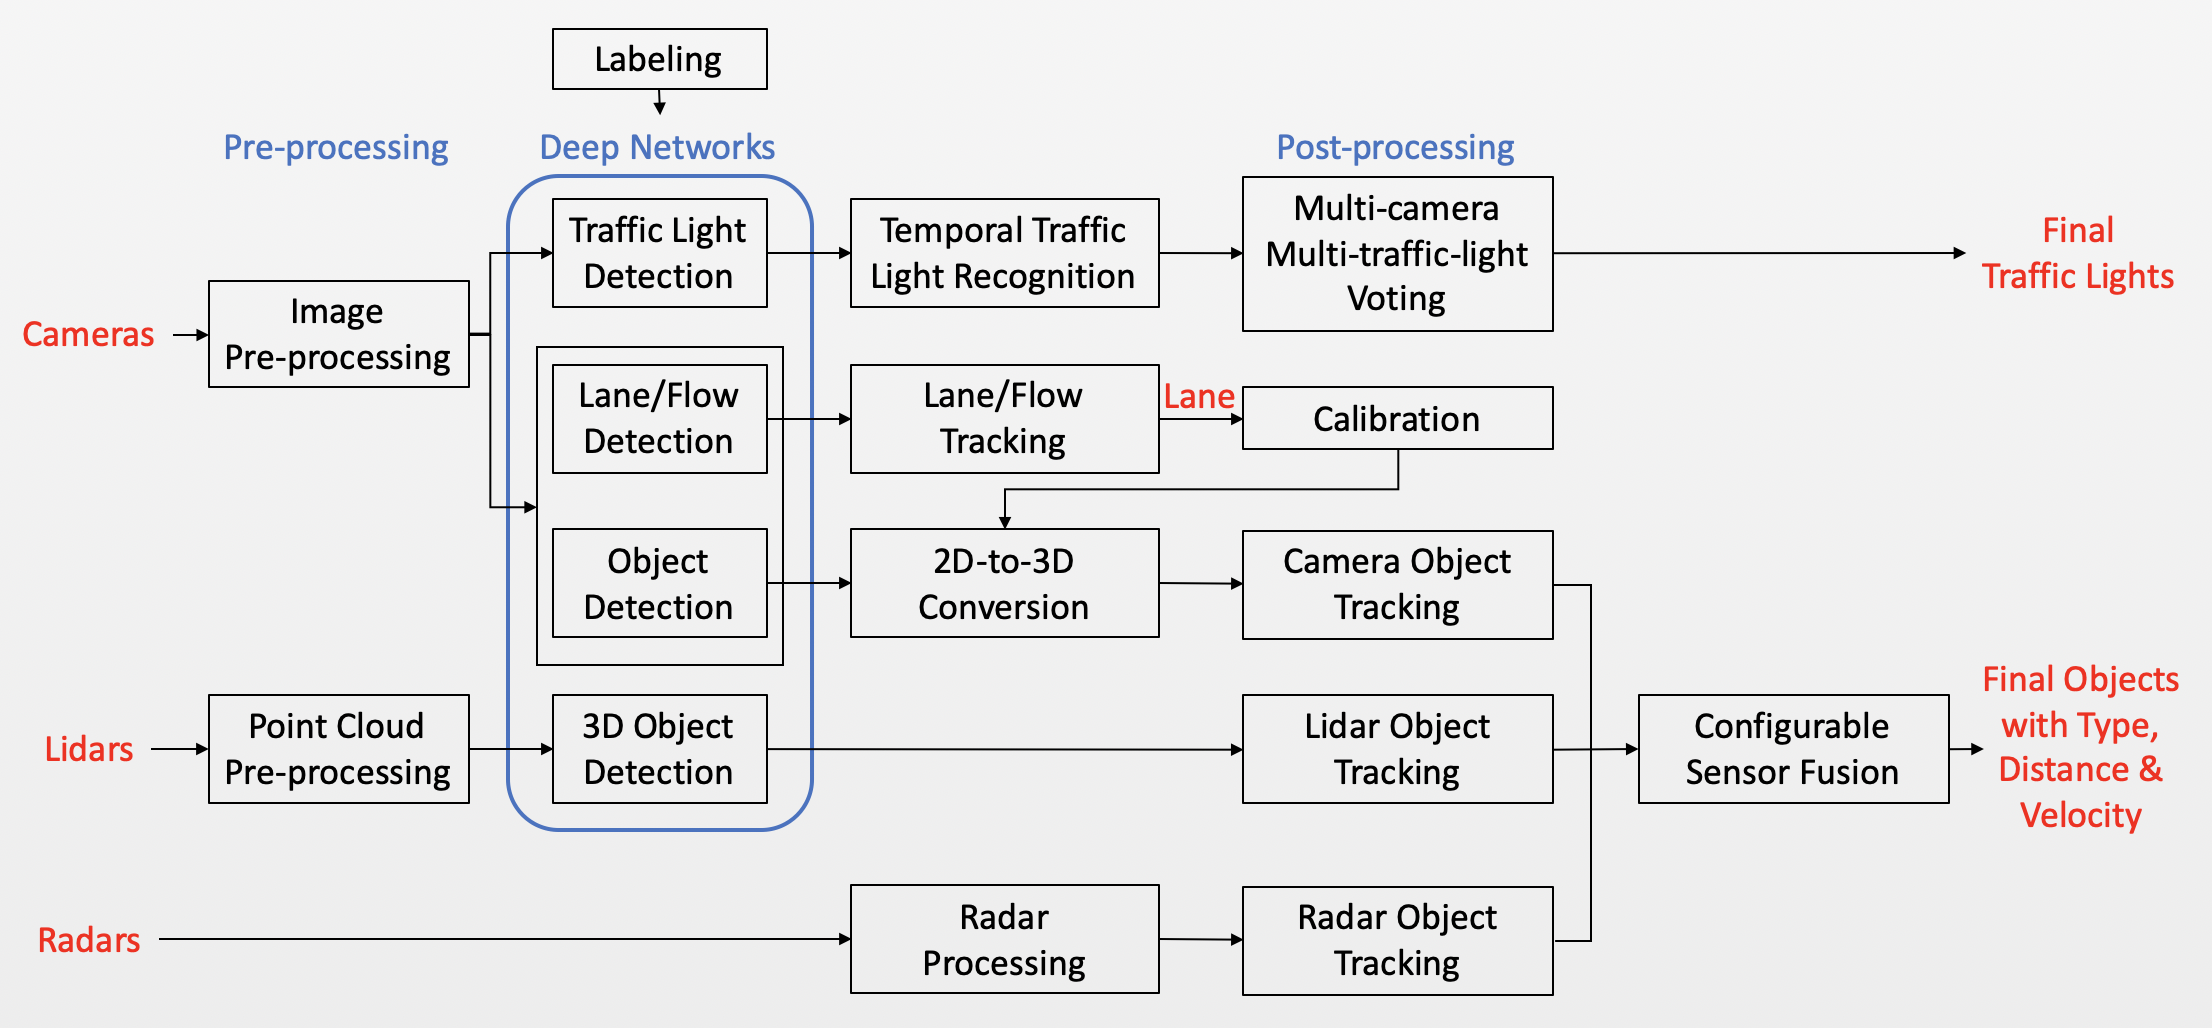 Labeling
Pre-processing
Deep Networks
Post-processing
Cameras
Image
Pre-processing
Traffic Light
Detection
Temporal Traffic
Light Recognition
Multi-camera
Multi-traffic-light
Voting
Final
Traffic Lights
Lane/Flow
Detection
Lane/Flow
Tracking
Lane
Calibration
Object
Detection
2D-to-3D
Conversion
Camera Object
Tracking
Lidars
Point Cloud
Pre-processing
3D Object
Detection
Lidar Object
Tracking
Configurable
Sensor Fusion
Final Objects
with Type,
Distance &
Velocity
Radars
Radar
Processing
Radar Object
Tracking